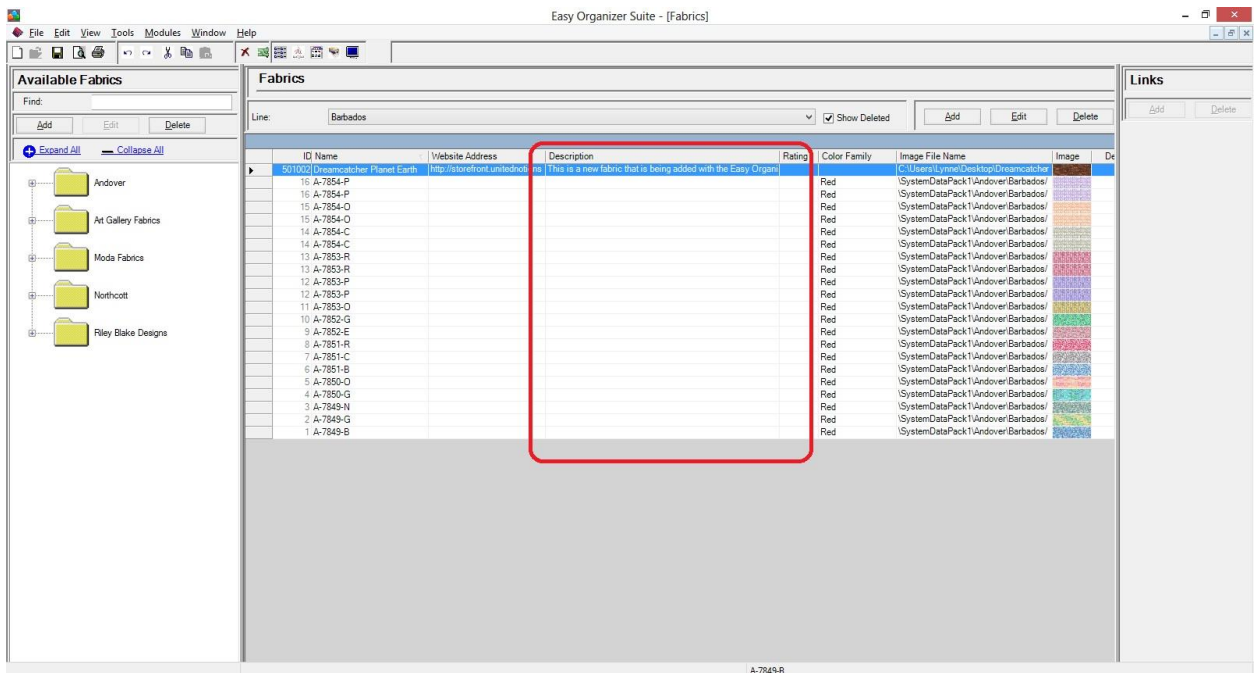 Easy Organizer Suite - [Fabrics]
File Edit View Tools Modules Window Help
Available Fabrics
Find:
Add Edit Delete
Expand All Collapse All
Andover
Art Gallery Fabrics
Moda Fabrics
Northcott
Riley Blake Designs
Fabrics
Line: Barbados Show Deleted Add Edit Delete
ID Name Website Address Description Rating Color Family Image File Name Image De
501002 Dreamcatcher Planet Earth http://storefront.unitednotions This is a new fabric that is being added with the Easy Organi C:\Users\Lynne\Desktop\Dreamcatcher
16 A-7854-P Red \SystemDataPack1\Andover\Barbados/
16 A-7854-P Red \SystemDataPack1\Andover\Barbados/
15 A-7854-O Red \SystemDataPack1\Andover\Barbados/
15 A-7854-O Red \SystemDataPack1\Andover\Barbados/
14 A-7854-C Red \SystemDataPack1\Andover\Barbados/
14 A-7854-C Red \SystemDataPack1\Andover\Barbados/
13 A-7853-R Red \SystemDataPack1\Andover\Barbados/
13 A-7853-R Red \SystemDataPack1\Andover\Barbados/
12 A-7853-P Red \SystemDataPack1\Andover\Barbados/
12 A-7853-P Red \SystemDataPack1\Andover\Barbados/
11 A-7853-O Red \SystemDataPack1\Andover\Barbados/
10 A-7852-G Red \SystemDataPack1\Andover\Barbados/
9 A-7852-E Red \SystemDataPack1\Andover\Barbados/
8 A-7851-R Red \SystemDataPack1\Andover\Barbados/
7 A-7851-C Red \SystemDataPack1\Andover\Barbados/
6 A-7851-B Red \SystemDataPack1\Andover\Barbados/
5 A-7850-O Red \SystemDataPack1\Andover\Barbados/
4 A-7850-G Red \SystemDataPack1\Andover\Barbados/
3 A-7849-N Red \SystemDataPack1\Andover\Barbados/
2 A-7849-G Red \SystemDataPack1\Andover\Barbados/
1 A-7849-B Red \SystemDataPack1\Andover\Barbados/
Links
Add Delete
A-7849-B